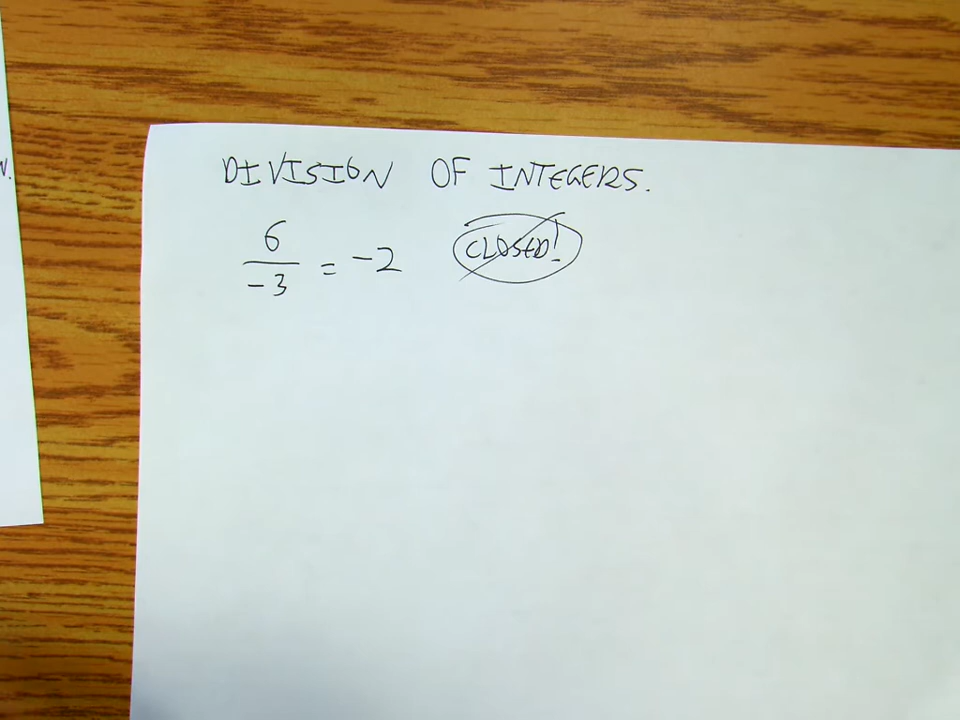 DIVISION OF INTEGERS.
6/-3 = -2 CLOSED!